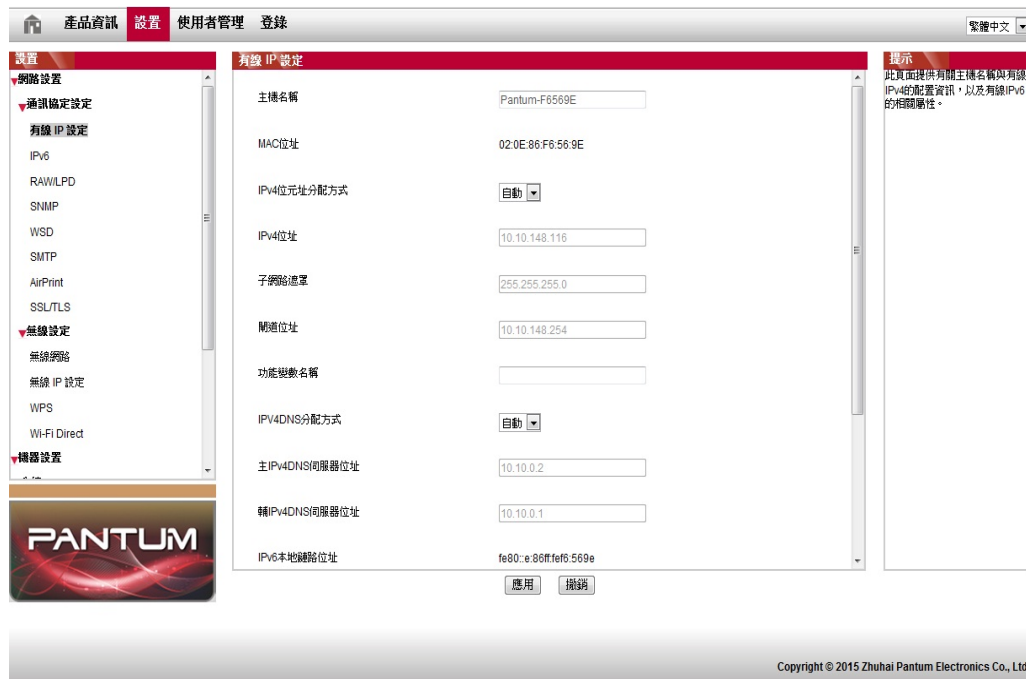 產品資訊 設置 使用者管理 登錄
繁體中文
設置
網路設置
通訊協定設定
有線 IP 設定
IPv6
RAW/LPD
SNMP
WSD
SMTP
AirPrint
SSL/TLS
無線設定
無線網路
無線 IP 設定
WPS
Wi-Fi Direct
機器設置
PANTUM
有線 IP 設定
主機名稱 Pantum-F6569E
MAC位址 02:0E:86:F6:56:9E
IPv4位元址分配方式 自動
IPv4位址 10.10.148.116
子網路遮罩 255.255.255.0
閘道位址 10.10.148.254
功能變數名稱
IPV4DNS分配方式 自動
主IPv4DNS伺服器位址 10.10.0.2
輔IPv4DNS伺服器位址 10.10.0.1
IPv6本地鏈路位址 fe80::e:86ff:fef6:569e
應用 撤銷
提示
此頁面提供有關主機名稱與有線
IPv4的配置資訊，以及有線IPv6
的相關屬性。
Copyright © 2015 Zhuhai Pantum Electronics Co., Ltd